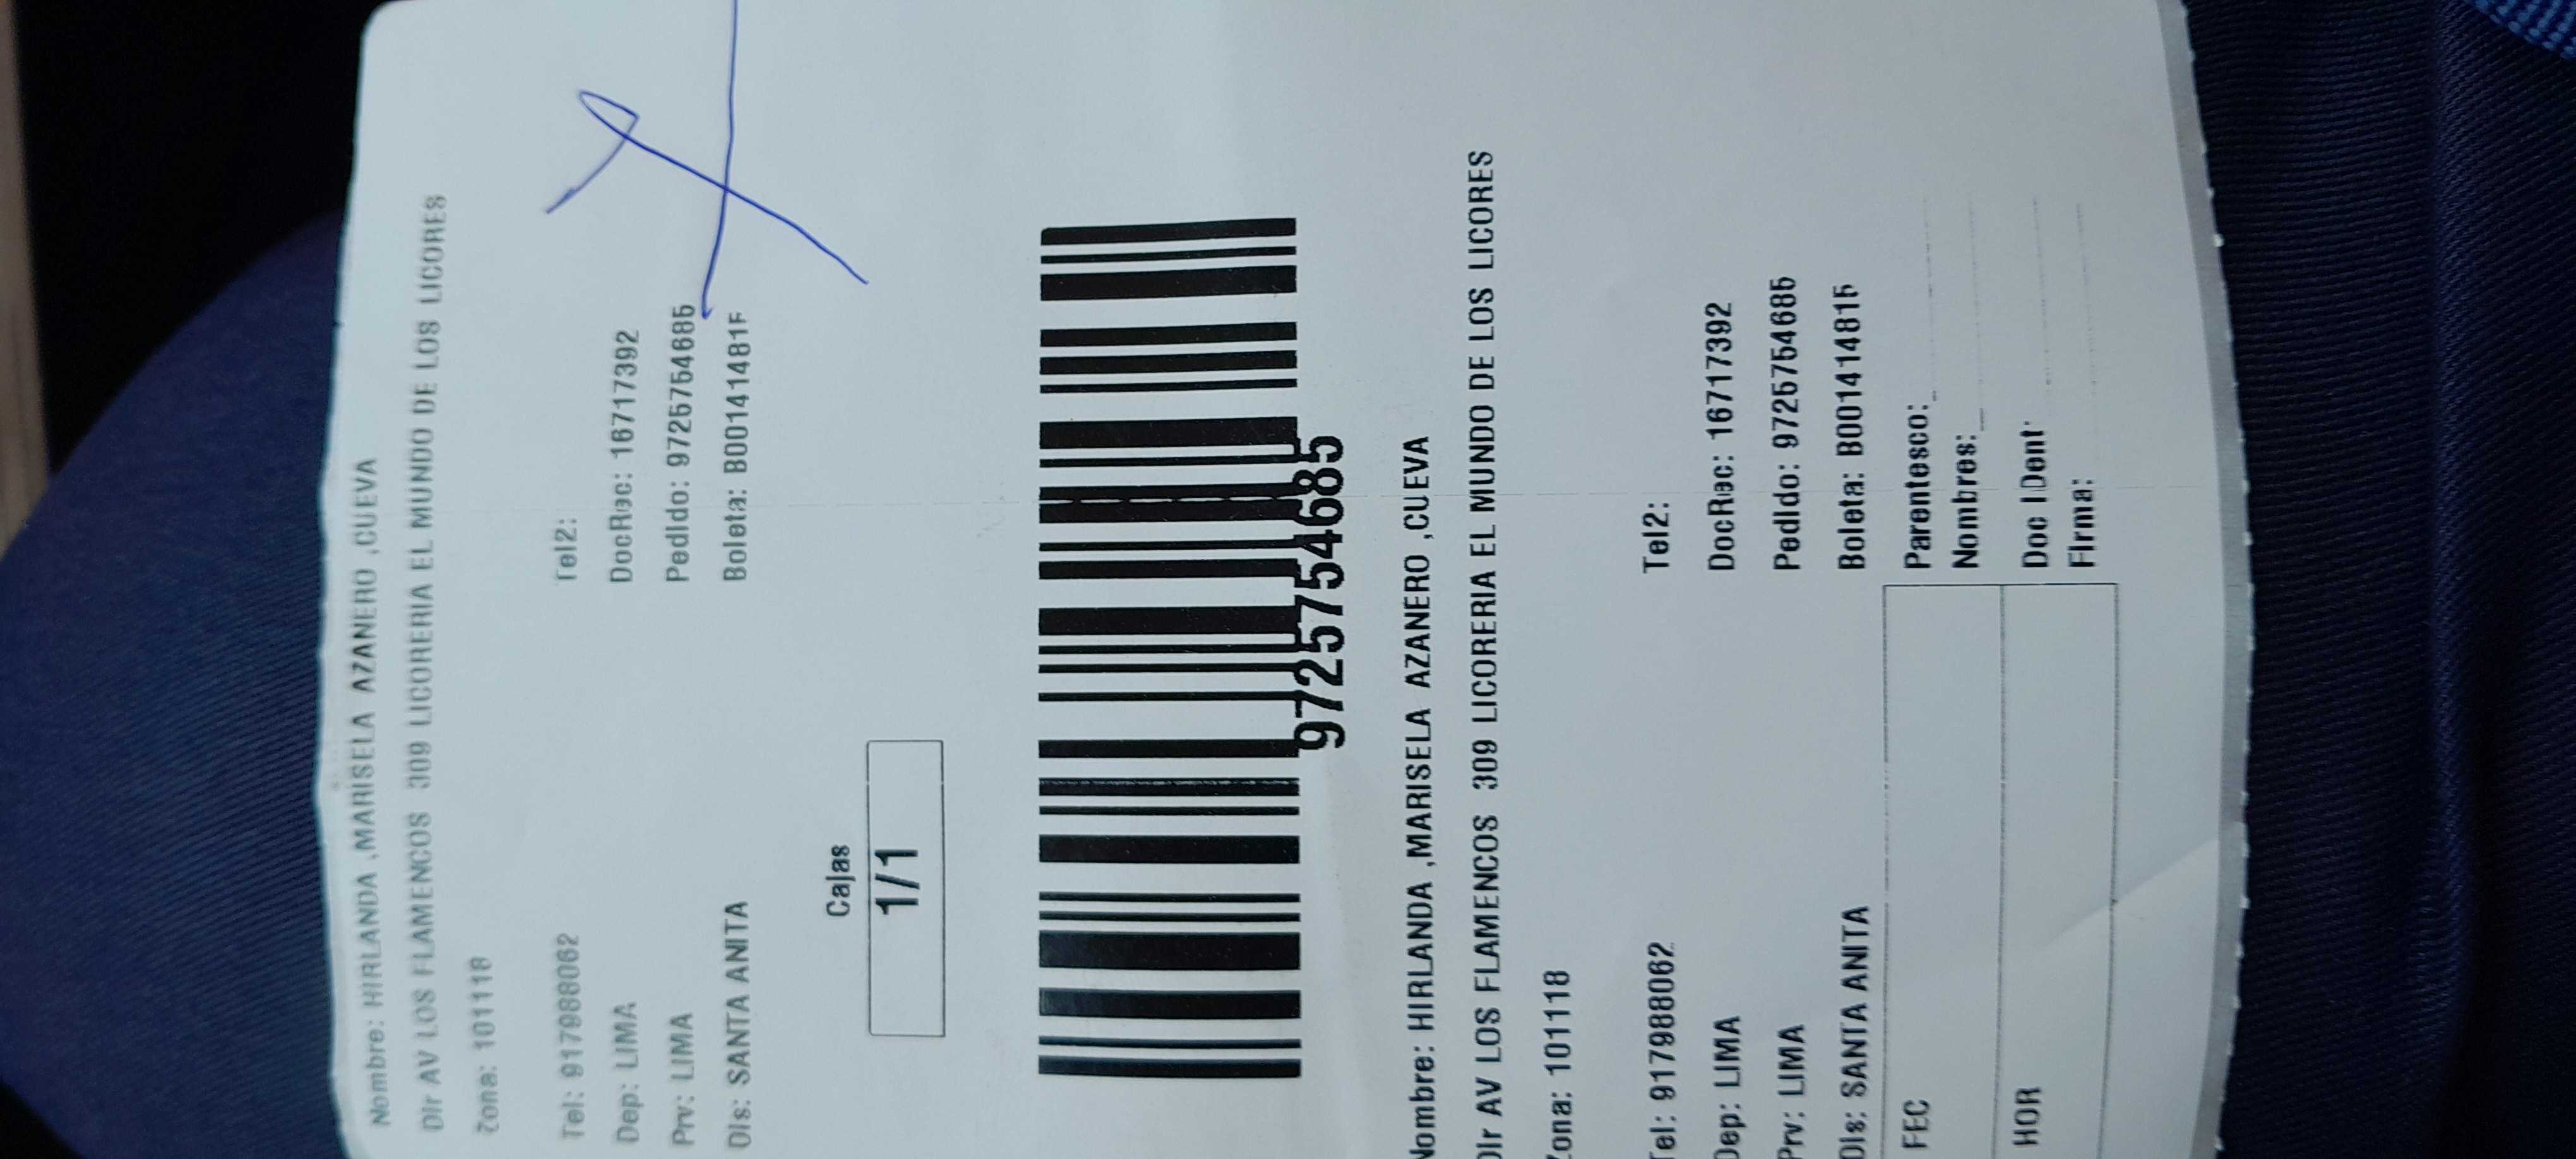 Nombre: HIRLANDA ,MARISELA AZANERO ,CUEVA
Dir AV LOS FLAMENCOS 309 LICORERIA EL MUNDO DE LOS LICORES
Zona: 101118
Tel: 917988062 Tel2:
Dep: LIMA DocRec: 16717392
Prv: LIMA Pedido: 9725754685
Dis: SANTA ANITA Boleta:
Cajas
1/1
9725754685
Nombre: HIRLANDA ,MARISELA AZANERO ,CUEVA
Dir AV LOS FLAMENCOS 309 LICORERIA EL MUNDO DE LOS LICORES
Zona: 101118
Tel: 917988062 Tel2:
Dep: LIMA DocRec: 16717392
Prv: LIMA Pedido: 9725754685
Dis: SANTA ANITA Boleta: B001414815
FEC Parentesco:
Nombres:
HOR Doc IDent
Firma: